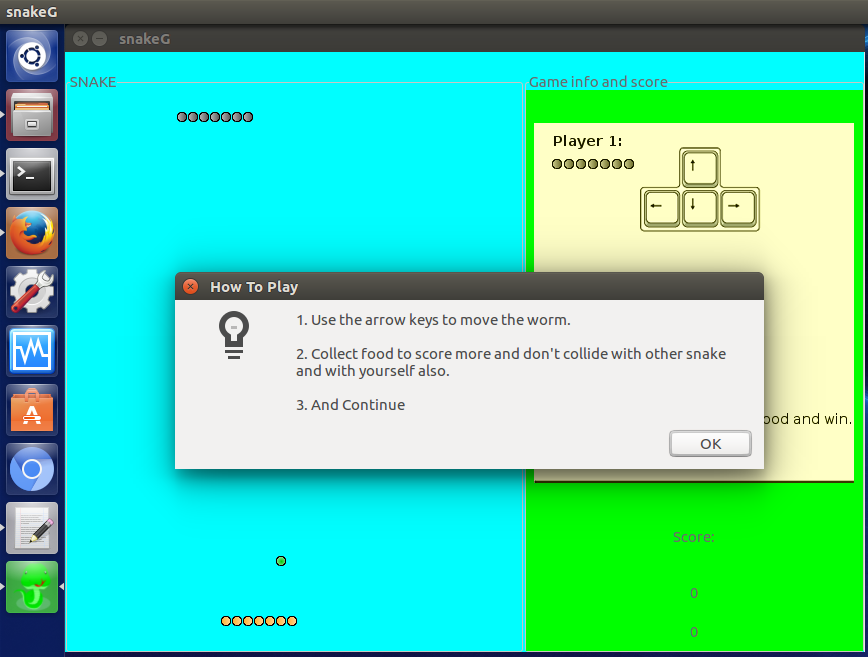 snakeG
snakeG
SNAKE
Game info and score
Player 1:
How To Play
1. Use the arrow keys to move the worm.
2. Collect food to score more and don't collide with other snake
and with yourself also.
3. And Continue
and win.
OK
Score:
0
0